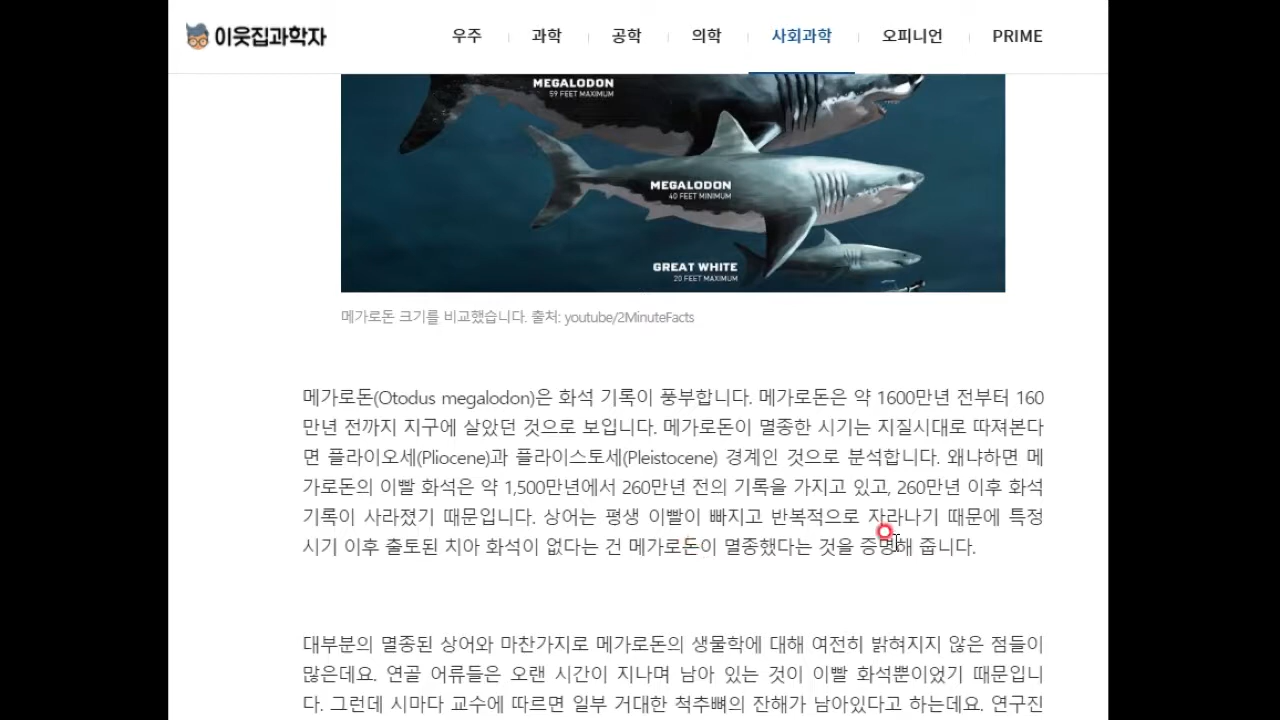 이웃집과학자
우주 과학 공학 의학 사회과학 오피니언 PRIME
MEGALODON
59 FEET MAXIMUM
MEGALODON
40 FEET MINIMUM
GREAT WHITE
20 FEET MAXIMUM
메가로돈 크기를 비교했습니다. 출처: youtube/2MinuteFacts
메가로돈(Otodus megalodon)은 화석 기록이 풍부합니다. 메가로돈은 약 1600만년 전부터 160
만년 전까지 지구에 살았던 것으로 보입니다. 메가로돈이 멸종한 시기는 지질시대로 따져본다
면 플라이오세(Pliocene)과 플라이스토세(Pleistocene) 경계인 것으로 분석합니다. 왜냐하면 메
가로돈의 이빨 화석은 약 1,500만년에서 260만년 전의 기록을 가지고 있고, 260만년 이후 화석
기록이 사라졌기 때문입니다. 상어는 평생 이빨이 빠지고 반복적으로 자라나기 때문에 특정
시기 이후 출토된 치아 화석이 없다는 건 메가로돈이 멸종했다는 것을 증명해 줍니다.
대부분의 멸종된 상어와 마찬가지로 메가로돈의 생물학에 대해 여전히 밝혀지지 않은 점들이
많은데요. 연골 어류들은 오랜 시간이 지나며 남아 있는 것이 이빨 화석뿐이었기 때문입니
다. 그런데 시마다 교수에 따르면 일부 거대한 척추뼈의 잔해가 남아있다고 하는데요. 연구진